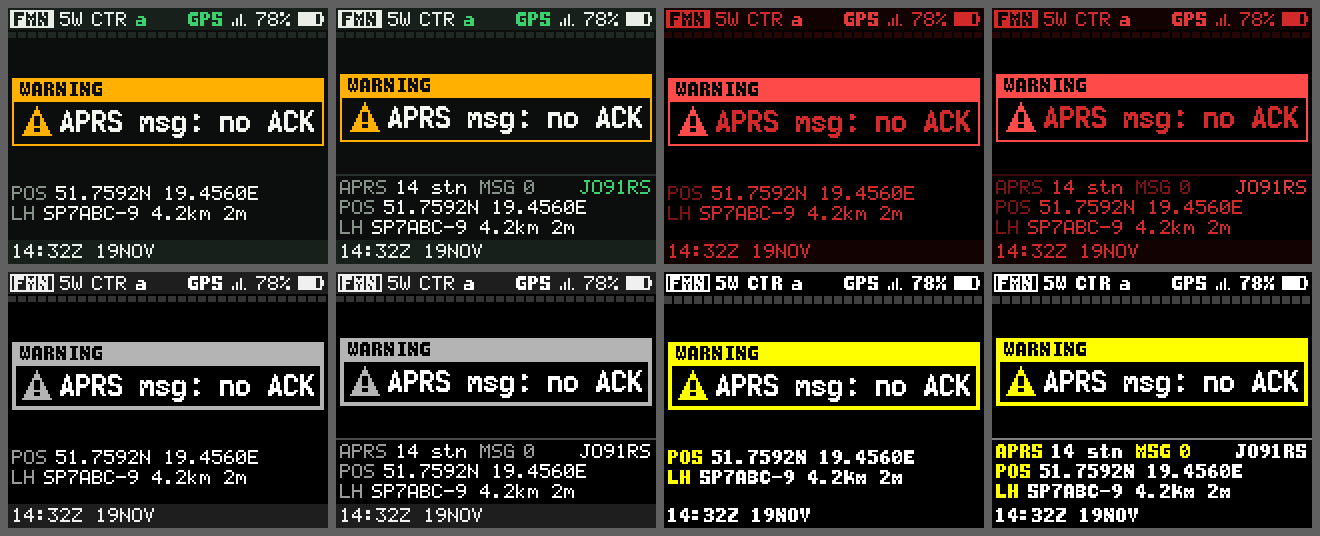 FMN 5W CTR a GPS 78%
WARNING
APRS msg: no ACK
POS 51.7592N 19.4560E
LH SP7ABC-9 4.2km 2m
14:32Z 19NOV
FMN 5W CTR a GPS 78%
WARNING
APRS msg: no ACK
APRS 14 stn MSG 0 JO91RS
POS 51.7592N 19.4560E
LH SP7ABC-9 4.2km 2m
14:32Z 19NOV
FMN 5W CTR a GPS 78%
WARNING
APRS msg: no ACK
POS 51.7592N 19.4560E
LH SP7ABC-9 4.2km 2m
14:32Z 19NOV
FMN 5W CTR a GPS 78%
WARNING
APRS msg: no ACK
APRS 14 stn MSG 0 JO91RS
POS 51.7592N 19.4560E
LH SP7ABC-9 4.2km 2m
14:32Z 19NOV
FMN 5W CTR a GPS 78%
WARNING
APRS msg: no ACK
POS 51.7592N 19.4560E
LH SP7ABC-9 4.2km 2m
14:32Z 19NOV
FMN 5W CTR a GPS 78%
WARNING
APRS msg: no ACK
APRS 14 stn MSG 0 JO91RS
POS 51.7592N 19.4560E
LH SP7ABC-9 4.2km 2m
14:32Z 19NOV
FMN 5W CTR a GPS 78%
WARNING
APRS msg: no ACK
POS 51.7592N 19.4560E
LH SP7ABC-9 4.2km 2m
14:32Z 19NOV
FMN 5W CTR a GPS 78%
WARNING
APRS msg: no ACK
APRS 14 stn MSG 0 JO91RS
POS 51.7592N 19.4560E
LH SP7ABC-9 4.2km 2m
14:32Z 19NOV